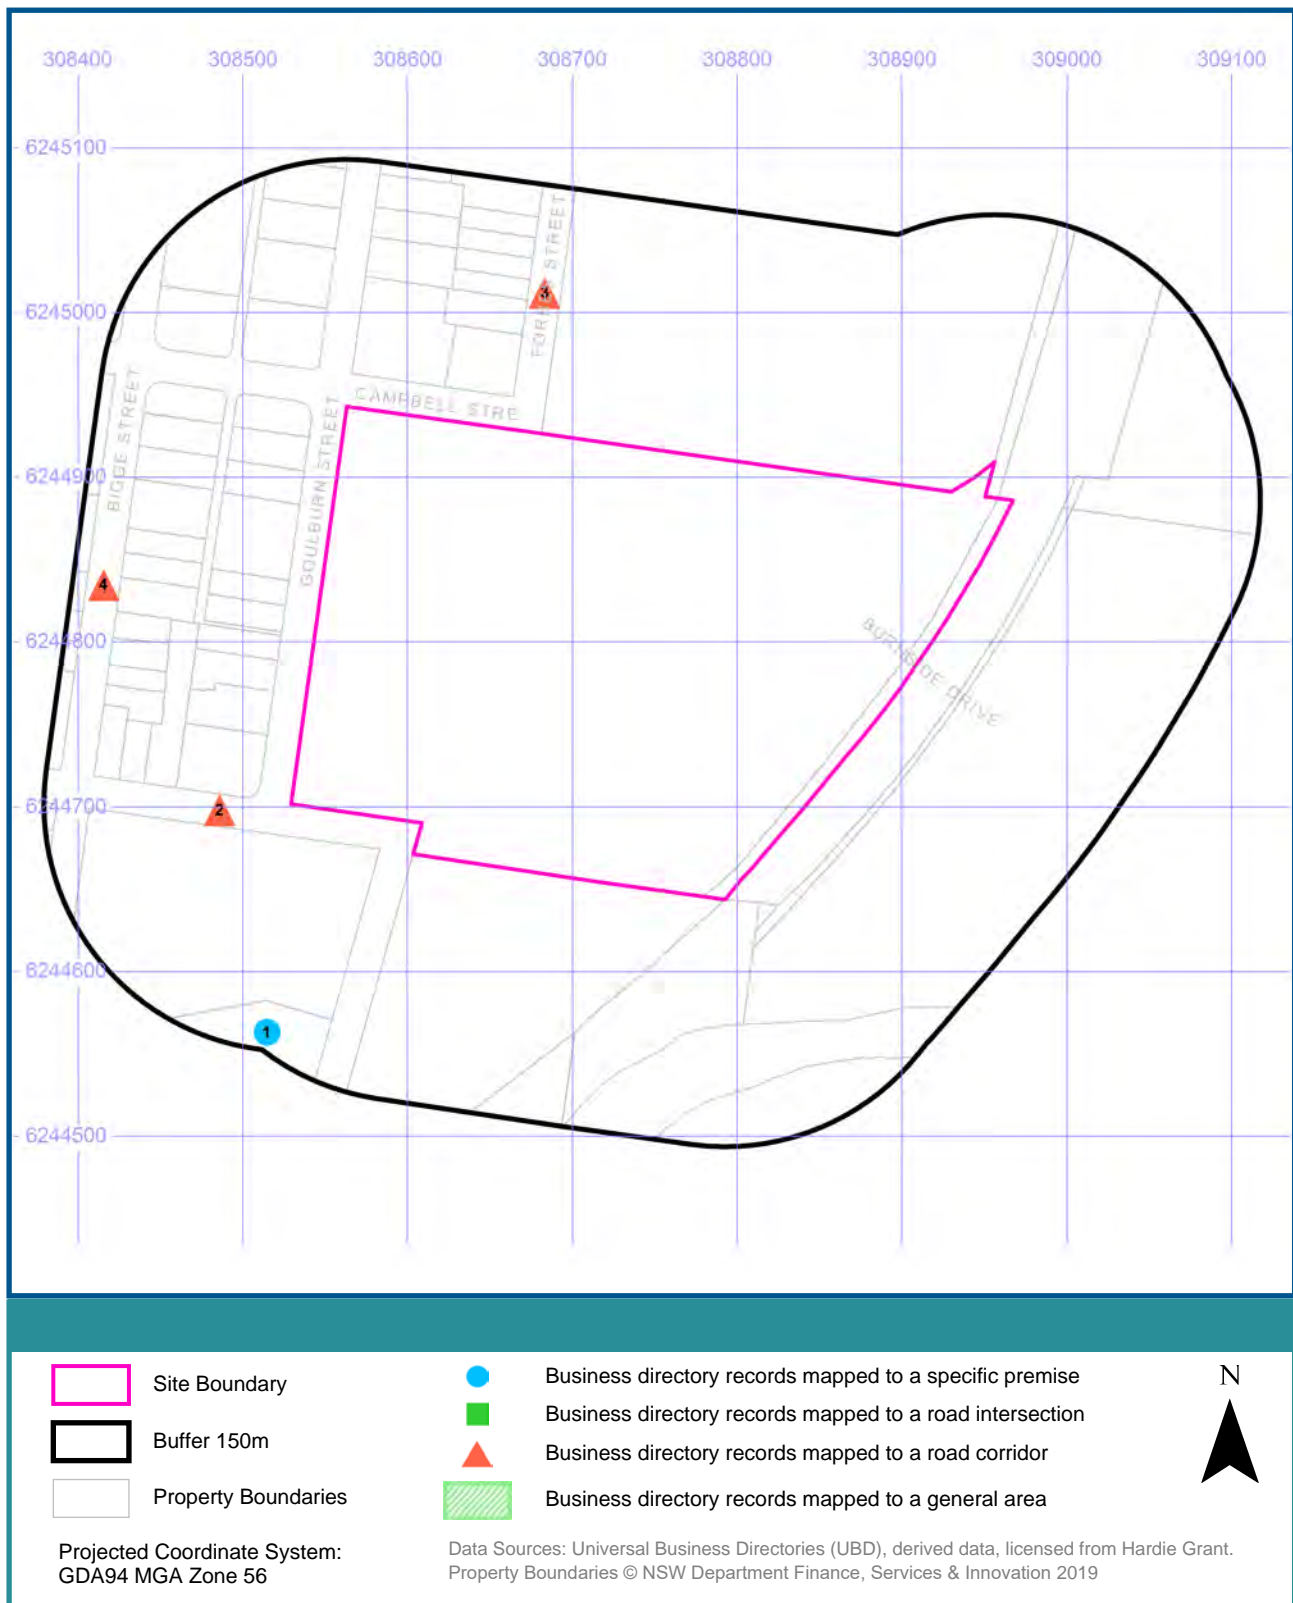 308400 308500 308600 308700 308800 308900 309000 309100
6245100
6245000
6244900
6244800
6244700
6244600
6244500
STREET
3
CAMPBELL STRE
BIGGE STREET
GOULBURN STREET
4
DRIVE
2
1
Site Boundary
Buffer 150m
Property Boundaries
Projected Coordinate System:
GDA94 MGA Zone 56
Business directory records mapped to a specific premise
Business directory records mapped to a road intersection
Business directory records mapped to a road corridor
Business directory records mapped to a general area
N
Data Sources: Universal Business Directories (UBD), derived data, licensed from Hardie Grant.
Property Boundaries © NSW Department Finance, Services & Innovation 2019